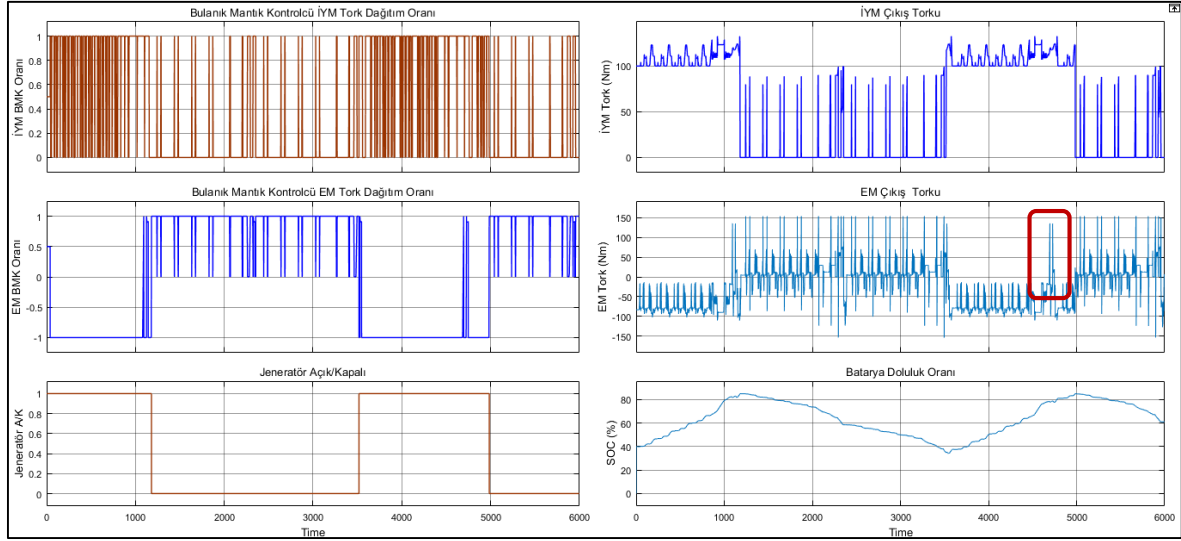 Bulanık Mantık Kontrolcü İYM Tork Dağıtım Oranı
İYM BMK Oranı
1
0.8
0.6
0.4
0.2
0
İYM Çıkış Torku
İYM Tork (Nm)
100
50
0
Bulanık Mantık Kontrolcü EM Tork Dağıtım Oranı
EM BMK Oranı
1
0.5
0
-0.5
-1
EM Çıkış Torku
EM Tork (Nm)
150
100
50
0
-50
-100
-150
Jeneratör Açık/Kapalı
Jeneratör A/K
1
0.8
0.6
0.4
0.2
0
0 1000 2000 3000 4000 5000 6000
Time
Batarya Doluluk Oranı
SOC (%)
80
60
40
20
0
0 1000 2000 3000 4000 5000 6000
Time